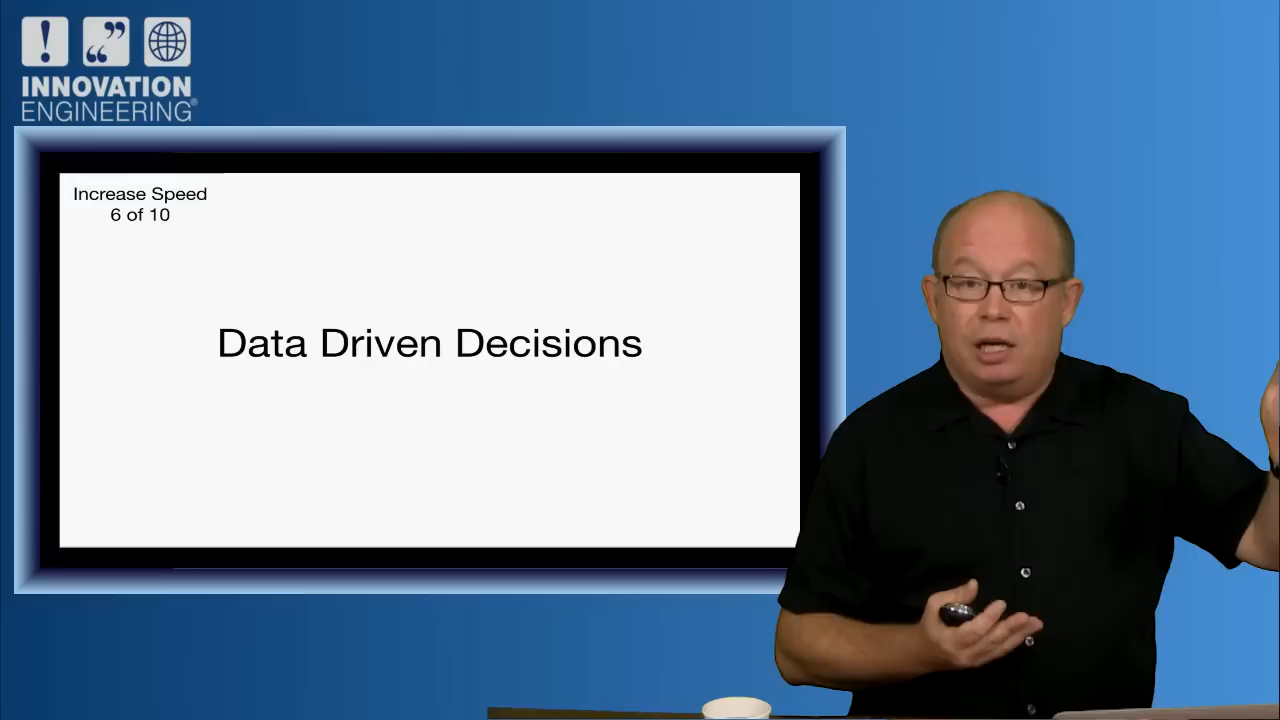 INNOVATION
ENGINEERING®
Increase Speed
6 of 10
Data Driven Decisions